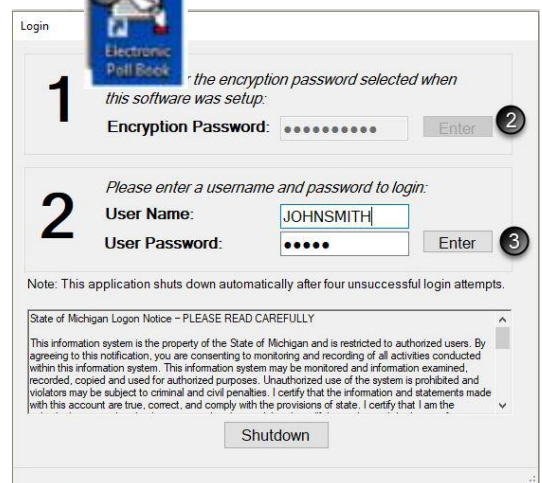 Login
Electronic
Poll Book
1
the encryption password selected when
this software was setup:
Encryption Password: ●●●●●●●●●● Enter 2
2
Please enter a username and password to login:
User Name: JOHNSMITH
User Password: ●●●●● Enter 3
Note: This application shuts down automatically after four unsuccessful login attempts.
State of Michigan Logon Notice – PLEASE READ CAREFULLY
This information system is the property of the State of Michigan and is restricted to authorized users. By
agreeing to this notification, you are consenting to monitoring and recording of all activities conducted
within this information system. This information system may be monitored and information examined,
recorded, copied and used for authorized purposes. Unauthorized use of the system is prohibited and
violators may be subject to criminal and civil penalties. I certify that the information and statements made
with this account are true, correct, and comply with the provisions of state. I certify that I am the
Shutdown